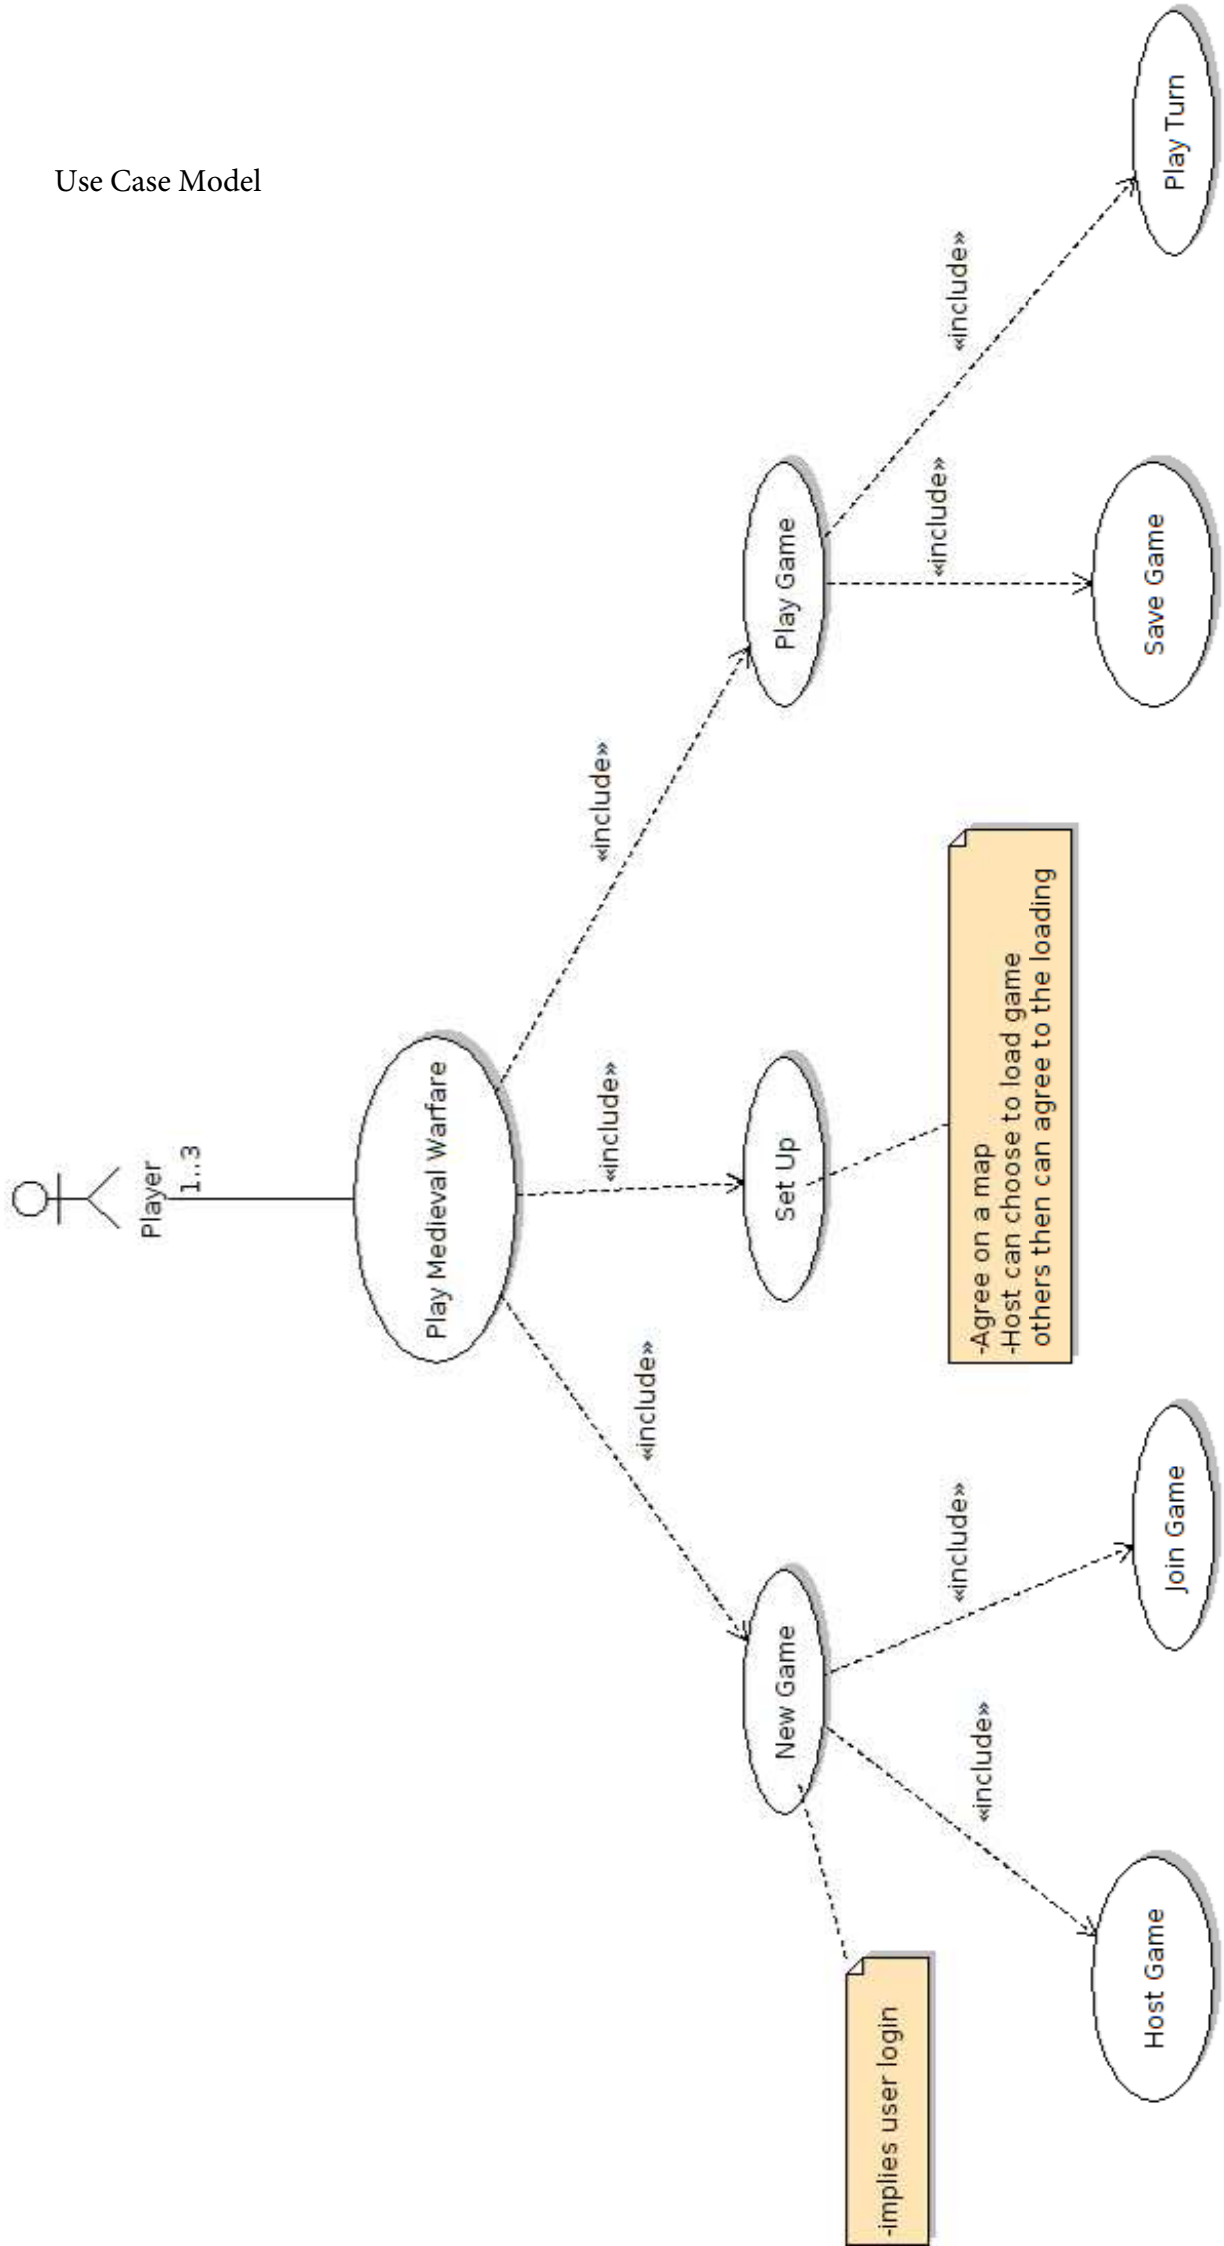 Use Case Model
Player
1..3
Play Medieval Warfare
«include»
«include»
«include»
New Game
Set Up
Play Game
-implies user login
-Agree on a map
-Host can choose to load game
others then can agree to the loading
«include»
«include»
«include»
«include»
Host Game
Join Game
Save Game
Play Turn